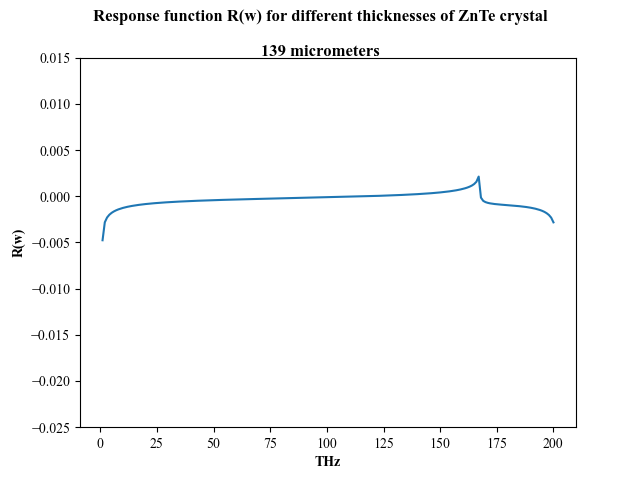 Response function R(w) for different thicknesses of ZnTe crystal
139 micrometers
0.015
0.010
0.005
0.000
−0.005
−0.010
−0.015
−0.020
−0.025
R(w)
0 25 50 75 100 125 150 175 200
THz